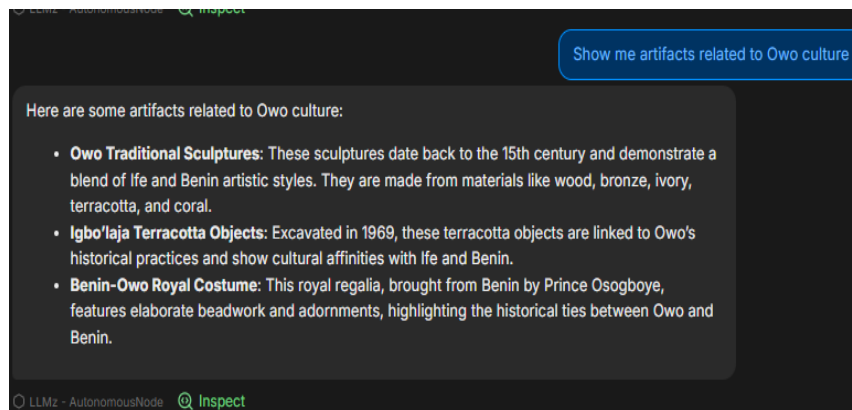 LLMz - AutonomousNode Inspect
Show me artifacts related to Owo culture
Here are some artifacts related to Owo culture:
• Owo Traditional Sculptures: These sculptures date back to the 15th century and demonstrate a
blend of Ife and Benin artistic styles. They are made from materials like wood, bronze, ivory,
terracotta, and coral.
• Igbo’laja Terracotta Objects: Excavated in 1969, these terracotta objects are linked to Owo’s
historical practices and show cultural affinities with Ife and Benin.
• Benin-Owo Royal Costume: This royal regalia, brought from Benin by Prince Osogboye,
features elaborate beadwork and adornments, highlighting the historical ties between Owo and
Benin.
LLMz - AutonomousNode Inspect